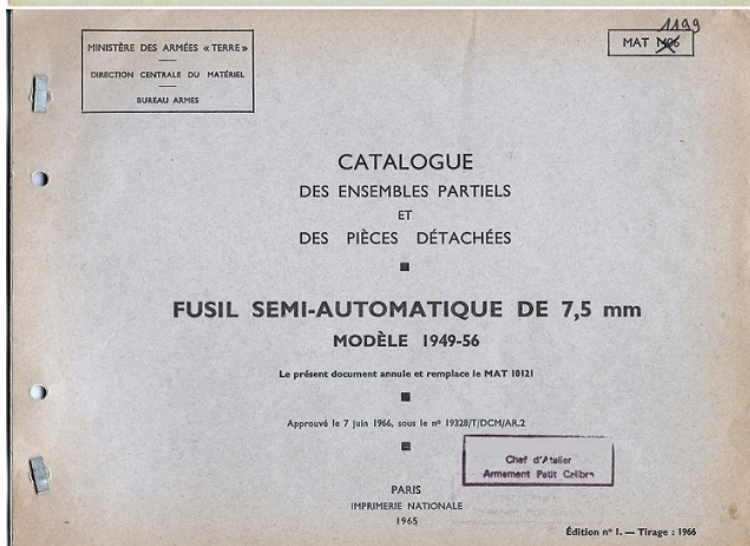 MINISTÈRE DES ARMÉES « TERRE »
DIRECTION CENTRALE DU MATÉRIEL
BUREAU ARMES
1199
MAT
CATALOGUE
DES ENSEMBLES PARTIELS
ET
DES PIÈCES DÉTACHÉES
FUSIL SEMI-AUTOMATIQUE DE 7,5 mm
MODÈLE 1949-56
Le présent document annule et remplace le MAT 10121
Approuvé le 7 juin 1966, sous le nº 19328/T/DCM/AR.2
Chef d'Atelier
Armement Petit Calibre
PARIS
IMPRIMERIE NATIONALE
1965
Édition nº 1. — Tirage : 1966